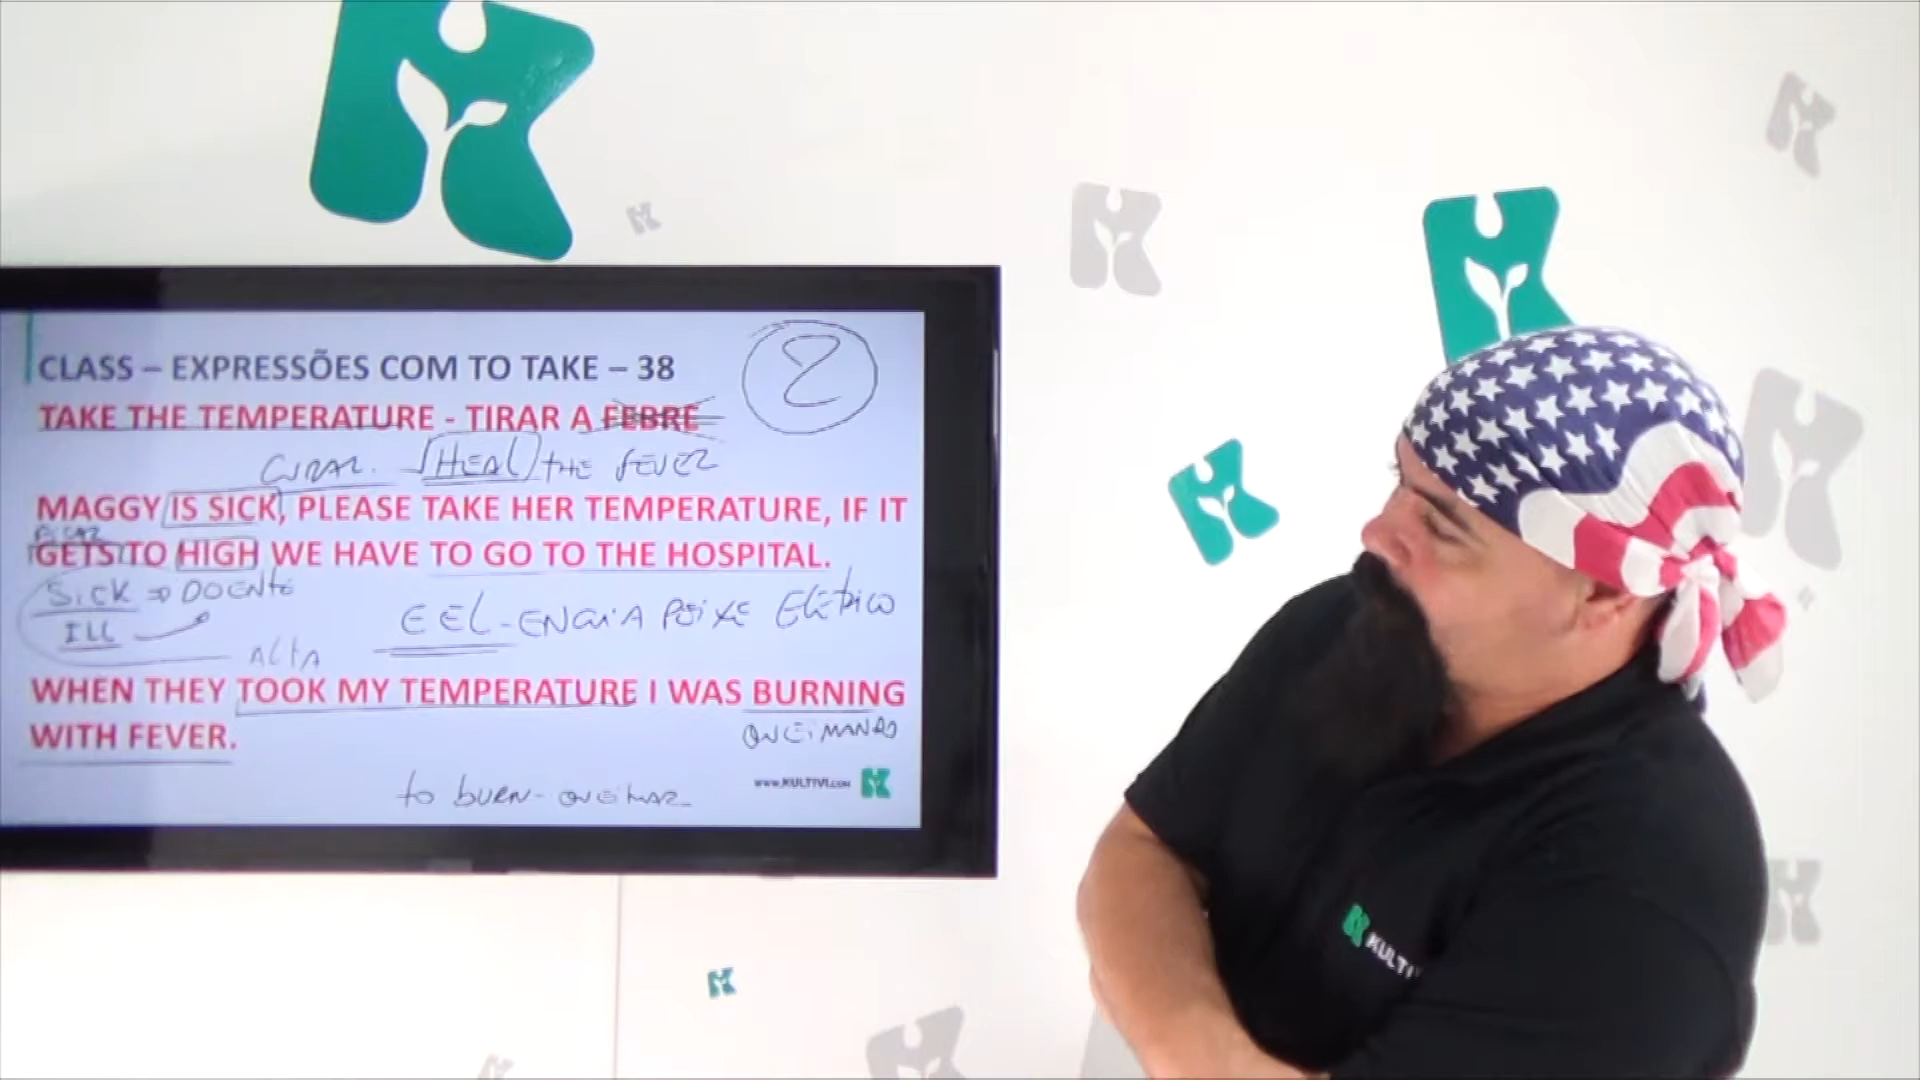 CLASS – EXPRESSÕES COM TO TAKE – 38
2
TAKE THE TEMPERATURE - TIRAR A FEBRE
CURAR. HEAL THE FEVER
MAGGY IS SICK, PLEASE TAKE HER TEMPERATURE, IF IT
FICAR
GETS TO HIGH WE HAVE TO GO TO THE HOSPITAL.
SICK ⇒ DOENTE
ILL
EEL - ENGUIA PEIXE ELÉTRICO
ALTA
WHEN THEY TOOK MY TEMPERATURE I WAS BURNING
WITH FEVER.
QUEIMANDO
to BURN - QUEIMAR
WWW.KULTIVI.COM
KULTIVI